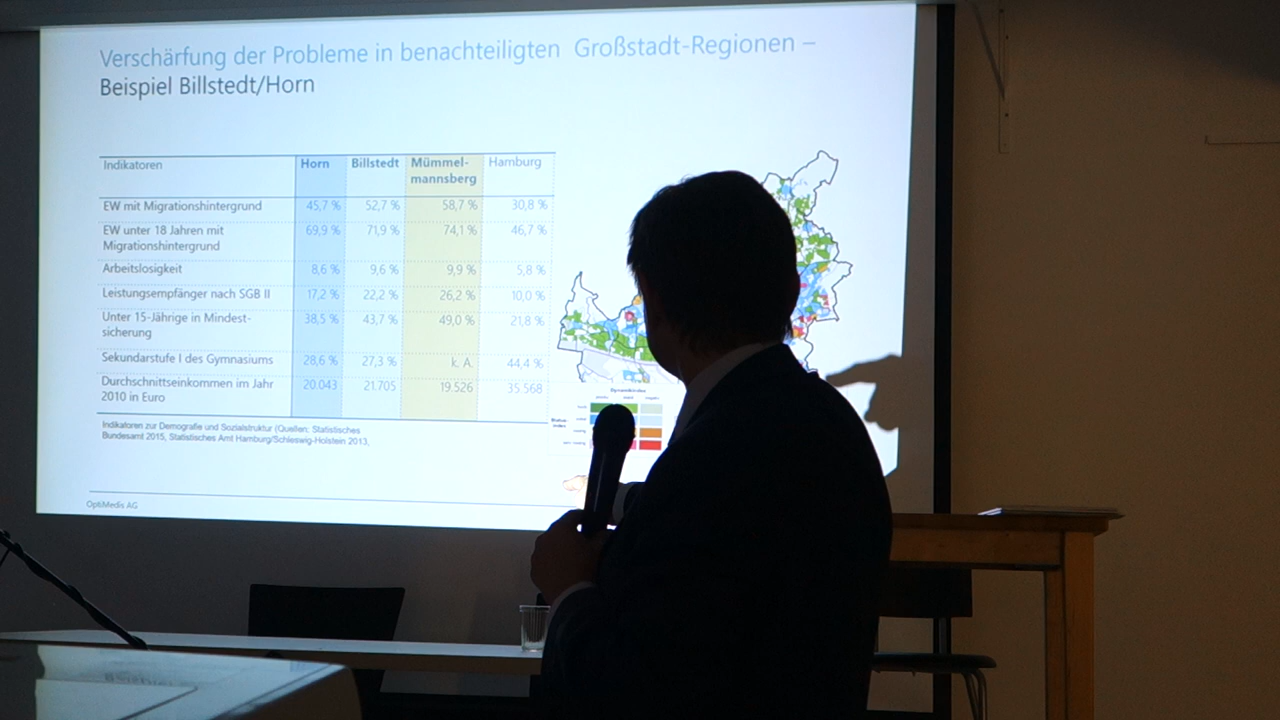 Verschärfung der Probleme in benachteiligten Großstadt-Regionen –
Beispiel Billstedt/Horn
Indikatoren Horn Billstedt Mümmel- Hamburg
mannsberg
EW mit Migrationshintergrund 45,7 % 52,7 % 58,7 % 30,8 %
EW unter 18 Jahren mit 69,9 % 71,9 % 74,1 % 46,7 %
Migrationshintergrund
Arbeitslosigkeit 8,6 % 9,6 % 9,9 % 5,8 %
Leistungsempfänger nach SGB II 17,2 % 22,2 % 26,2 % 10,0 %
Unter 15-Jährige in Mindest- 38,5 % 43,7 % 49,0 % 21,8 %
sicherung
Sekundarstufe I des Gymnasiums 28,6 % 27,3 % k. A. 44,4 %
Durchschnittseinkommen im Jahr 20.043 21.705 19.526 35.568
2010 in Euro
Indikatoren zur Demografie und Sozialstruktur (Quellen: Statistisches
Bundesamt 2015, Statistisches Amt Hamburg/Schleswig-Holstein 2013,
OptiMedis AG